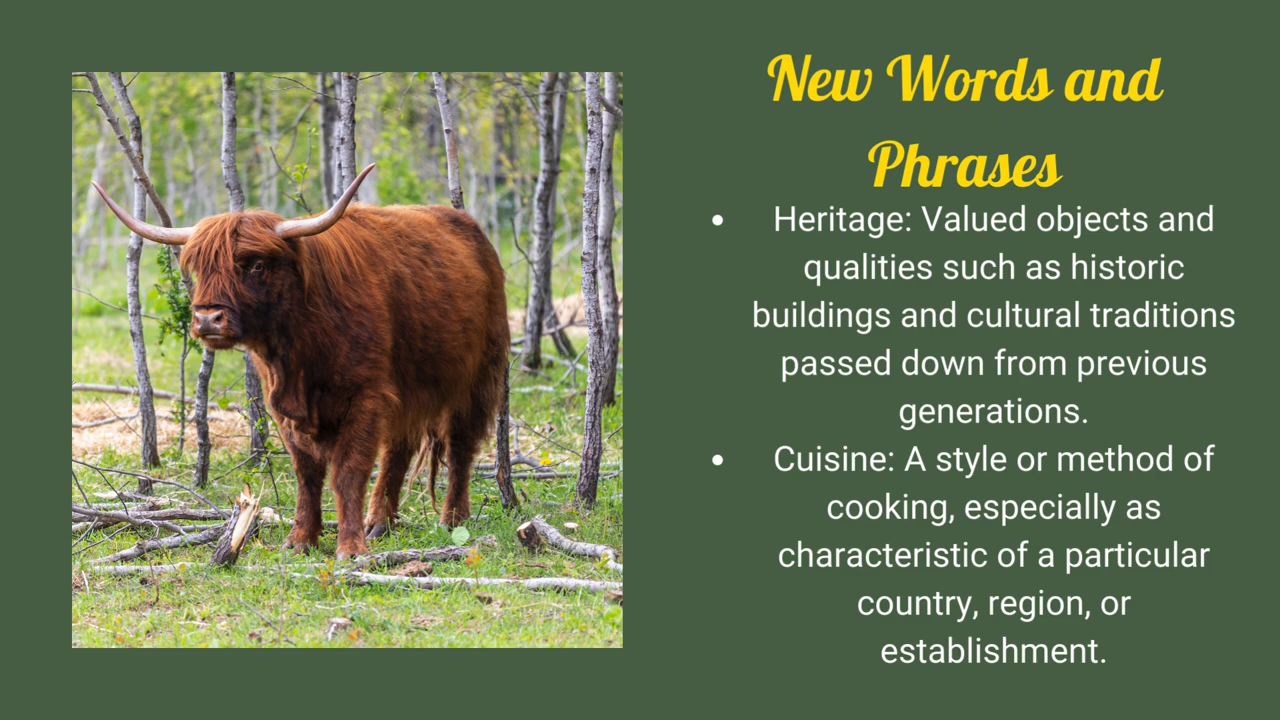 New Words and
Phrases
• Heritage: Valued objects and
qualities such as historic
buildings and cultural traditions
passed down from previous
generations.
• Cuisine: A style or method of
cooking, especially as
characteristic of a particular
country, region, or
establishment.